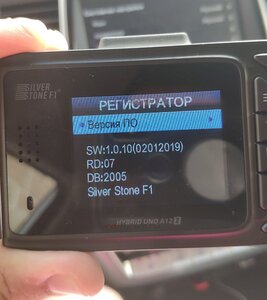 SILVER
STONE F1
РЕГИСТРАТОР
Версия ПО
SW:1.0.10(02012019)
RD:07
DB:2005
Silver Stone F1
HYBRID UNO A12 Z